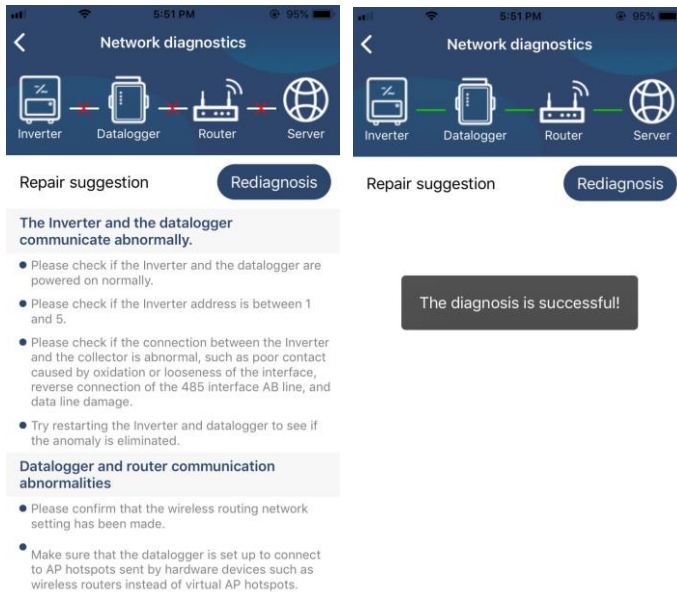 5:51 PM
95%
Network diagnostics
Inverter
Datalogger
Router
Server
Repair suggestion
Rediagnosis
The Inverter and the datalogger
communicate abnormally.
Please check if the Inverter and the datalogger are
powered on normally.
Please check if the Inverter address is between 1
and 5.
Please check if the connection between the Inverter
and the collector is abnormal, such as poor contact
caused by oxidation or looseness of the interface,
reverse connection of the 485 interface AB line, and
data line damage.
Try restarting the Inverter and datalogger to see if
the anomaly is eliminated.
Datalogger and router communication
abnormalities
Please confirm that the wireless routing network
setting has been made.
Make sure that the datalogger is set up to connect
to AP hotspots sent by hardware devices such as
wireless routers instead of virtual AP hotspots.
5:51 PM
95%
Network diagnostics
Inverter
Datalogger
Router
Server
Repair suggestion
Rediagnosis
The diagnosis is successful!